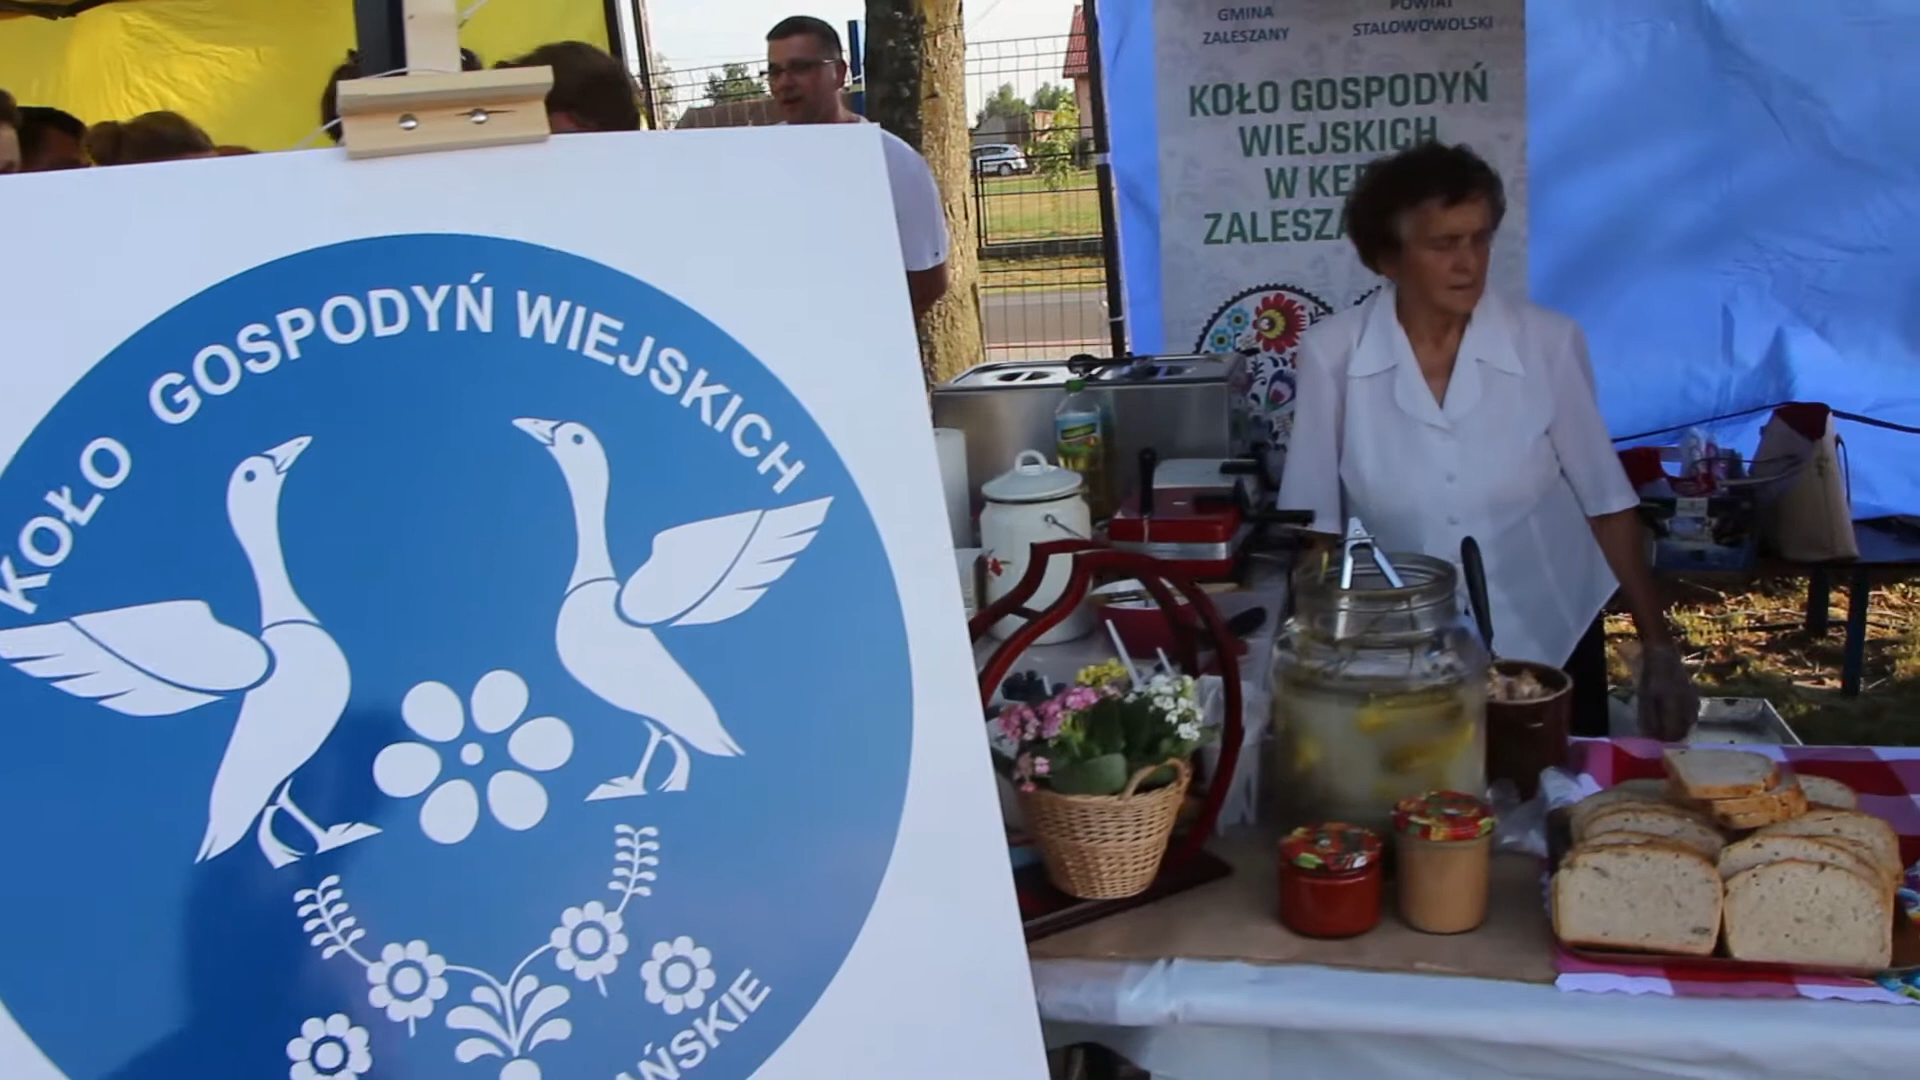 GMINA
ZALESZANY
POWIAT
STALOWOWOLSKI
KOŁO GOSPODYŃ
WIEJSKICH
W
KOŁO GOSPODYŃ WIEJSKICH